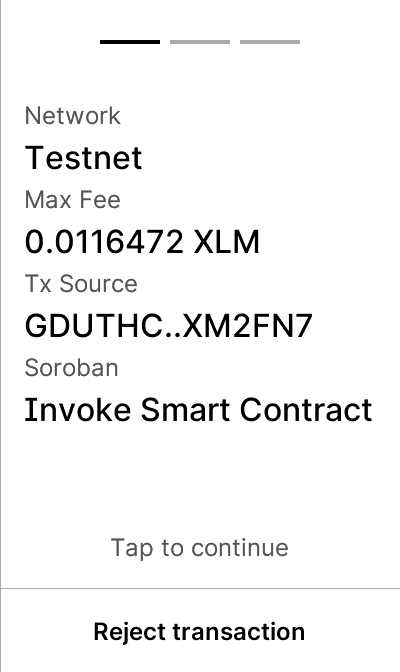 Network
Testnet
Max Fee
0.0116472 XLM
Tx Source
GDUTHC..XM2FN7
Soroban
Invoke Smart Contract
Tap to continue
Reject transaction